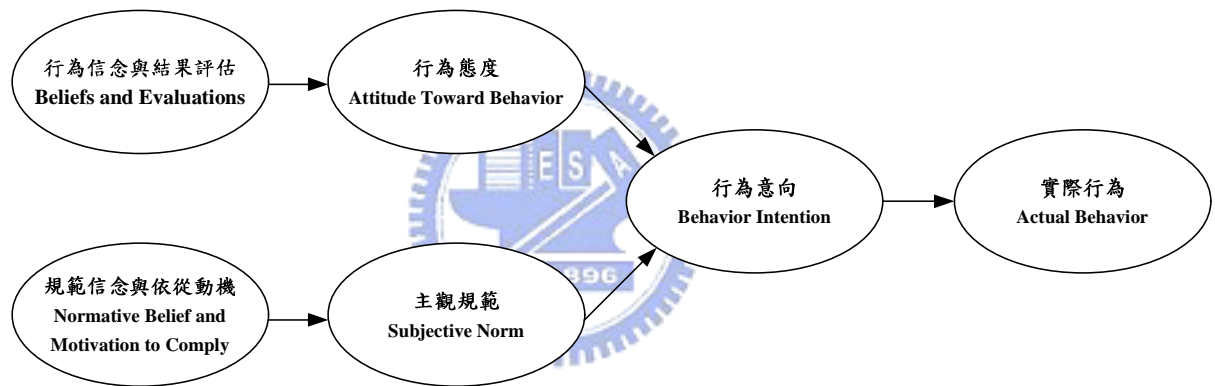 行為信念與結果評估
Beliefs and Evaluations
行為態度
Attitude Toward Behavior
行為意向
Behavior Intention
實際行為
Actual Behavior
規範信念與依從動機
Normative Belief and
Motivation to Comply
主觀規範
Subjective Norm
ESA
896